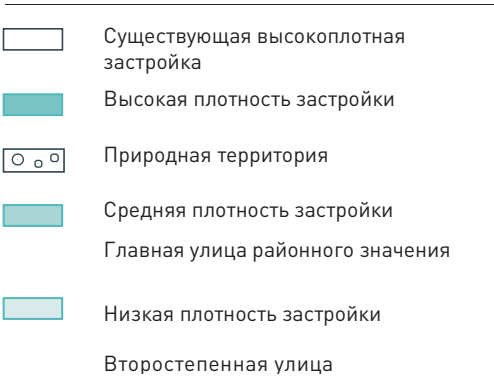 Существующая высокоплотная
застройка
Высокая плотность застройки
Природная территория
Средняя плотность застройки
Главная улица районного значения
Низкая плотность застройки
Второстепенная улица